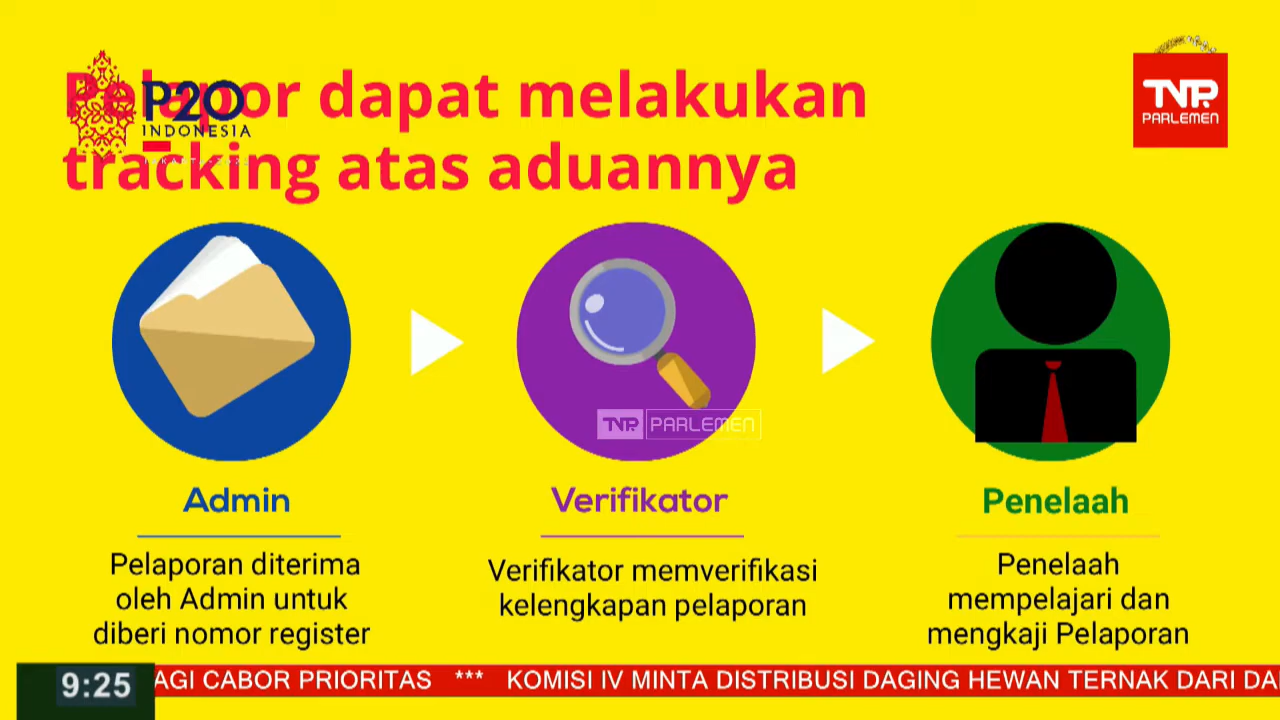 Pelapor dapat melakukan
tracking atas aduannya
P20
INDONESIA
TVP
PARLEMEN
TVP PARLEMEN
Admin
Pelaporan diterima
oleh Admin untuk
diberi nomor register
Verifikator
Verifikator memverifikasi
kelengkapan pelaporan
Penelaah
Penelaah
mempelajari dan
mengkaji Pelaporan
9:25
AGI CABOR PRIORITAS *** KOMISI IV MINTA DISTRIBUSI DAGING HEWAN TERNAK DARI DA